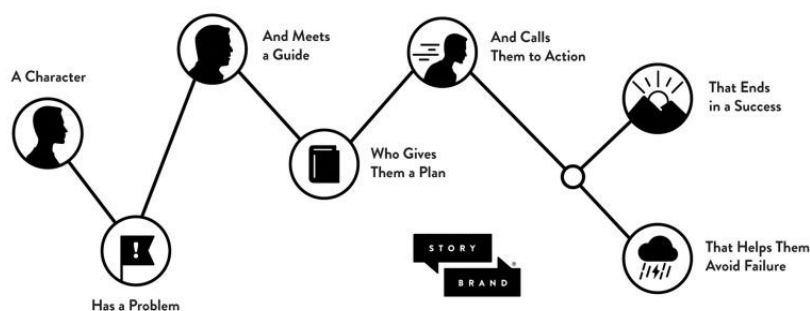 A Character
Has a Problem
And Meets
a Guide
Who Gives
Them a Plan
And Calls
Them to Action
That Ends
in a Success
That Helps Them
Avoid Failure
!
STORY
BRAND
®